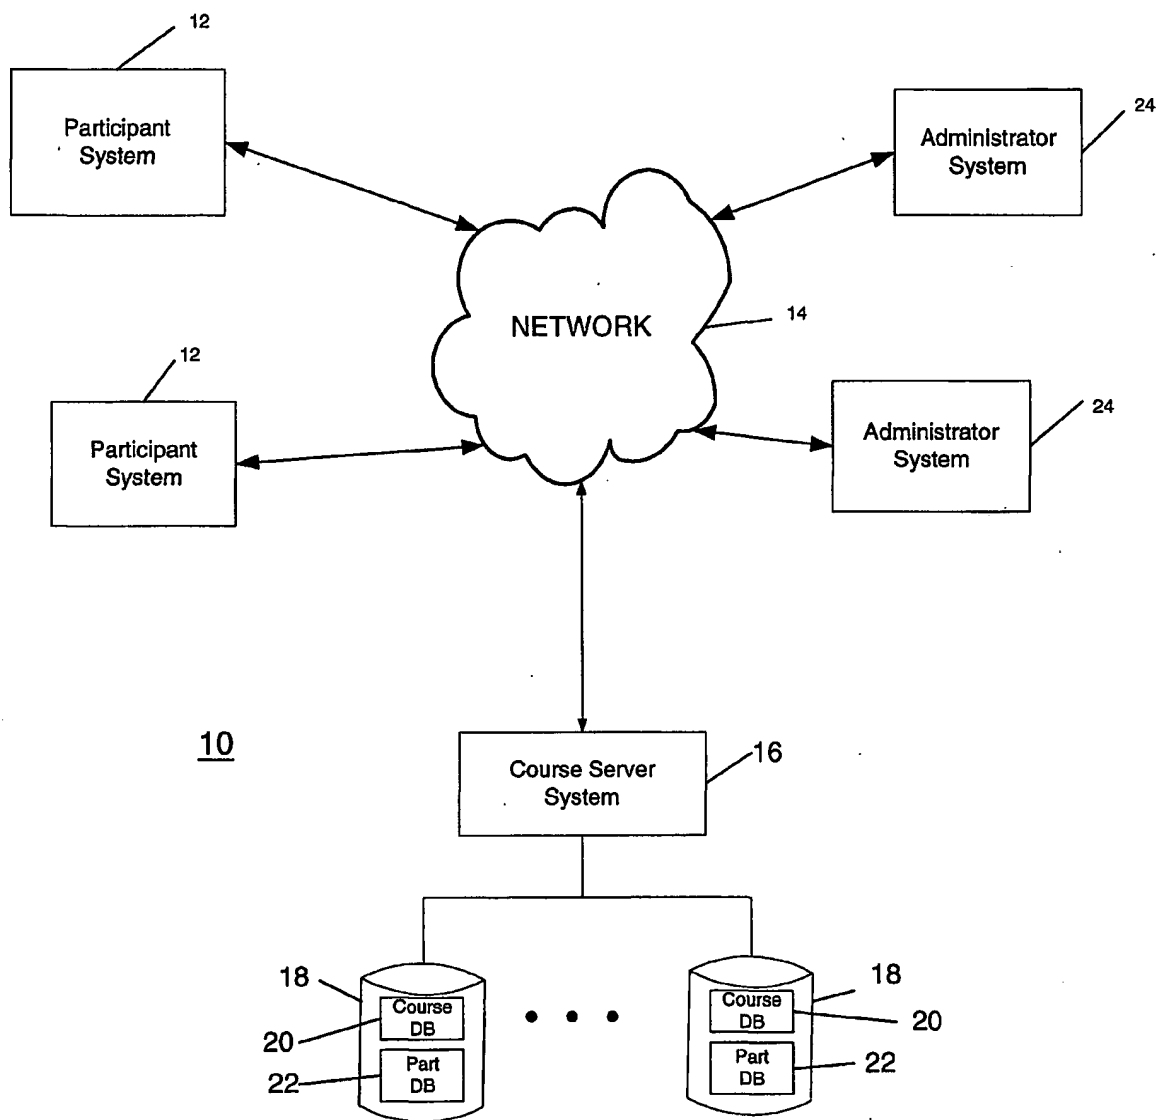 12
Participant
System
Administrator
System
24
NETWORK
14
12
Participant
System
Administrator
System
24
10
Course Server
System
16
18
Course
DB
20
Part
DB
22
Course
DB
18
20
Part
DB
22